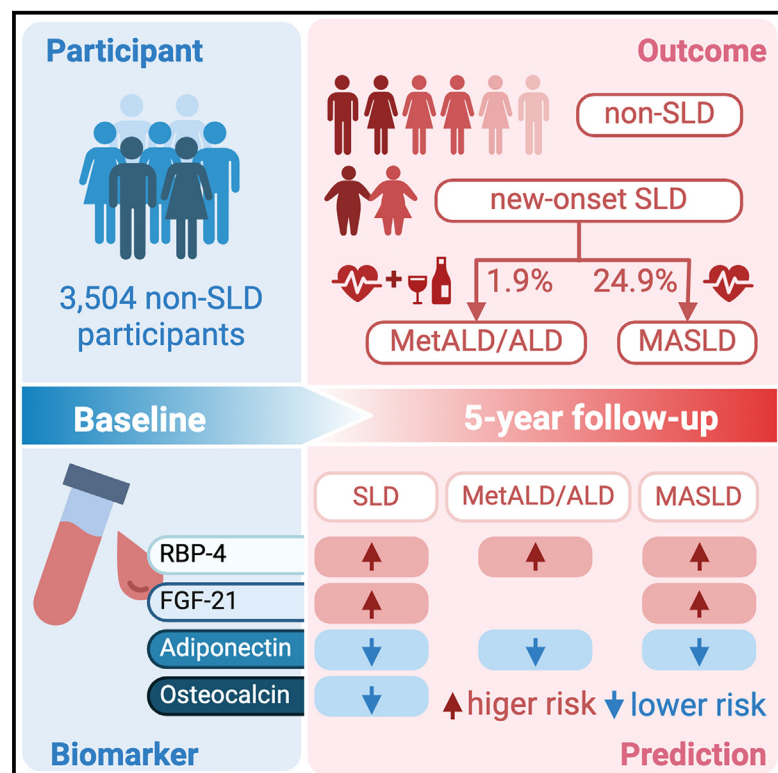 Participant
3,504 non-SLD
participants
Outcome
non-SLD
new-onset SLD
1.9% 24.9%
MetALD/ALD MASLD
Baseline 5-year follow-up
SLD MetALD/ALD MASLD
RBP-4
FGF-21
Adiponectin
Osteocalcin
higer risk lower risk
Biomarker Prediction